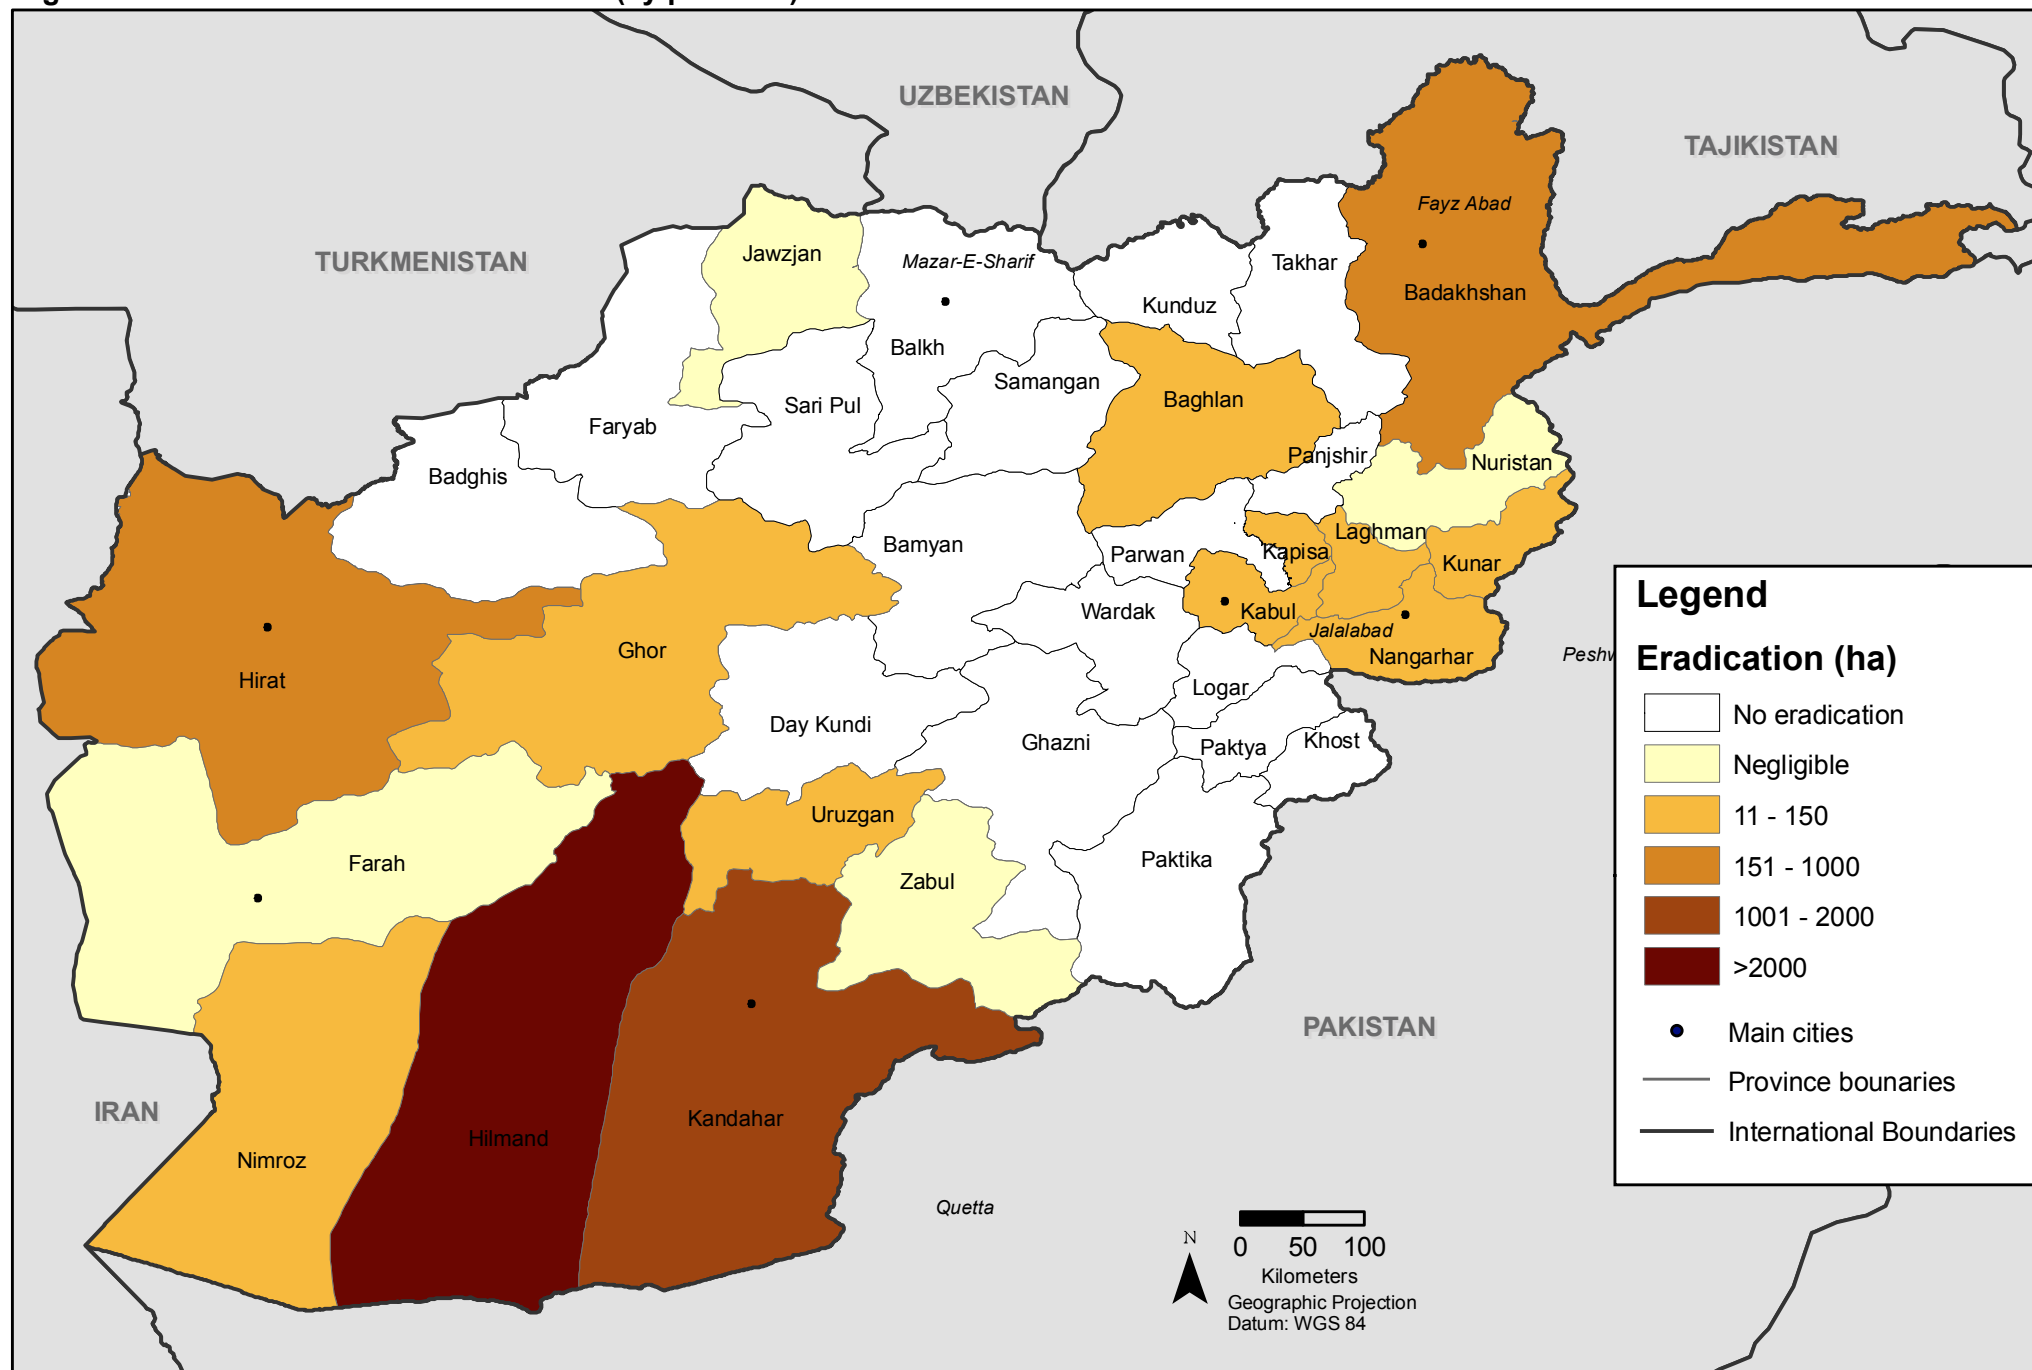 UZBEKISTAN
TAJIKISTAN
TURKMENISTAN
Fayz Abad
Jawzjan
Mazar-E-Sharif
Takhar
Badakhshan
Kunduz
Balkh
Samangan
Baghlan
Sari Pul
Faryab
Panjshir
Nuristan
Badghis
Laghman
Bamyan
Parwan
Kapisa
Kunar
Wardak
Kabul
Jalalabad
Ghor
Nangarhar
Peshw
Hirat
Logar
Day Kundi
Ghazni
Paktya
Khost
Uruzgan
Farah
Zabul
Paktika
PAKISTAN
IRAN
Kandahar
Hilmand
Nimroz
Quetta
Legend
Eradication (ha)
No eradication
Negligible
11 - 150
151 - 1000
1001 - 2000
>2000
Main cities
Province bounaries
International Boundaries
N
0 50 100
Kilometers
Geographic Projection
Datum: WGS 84